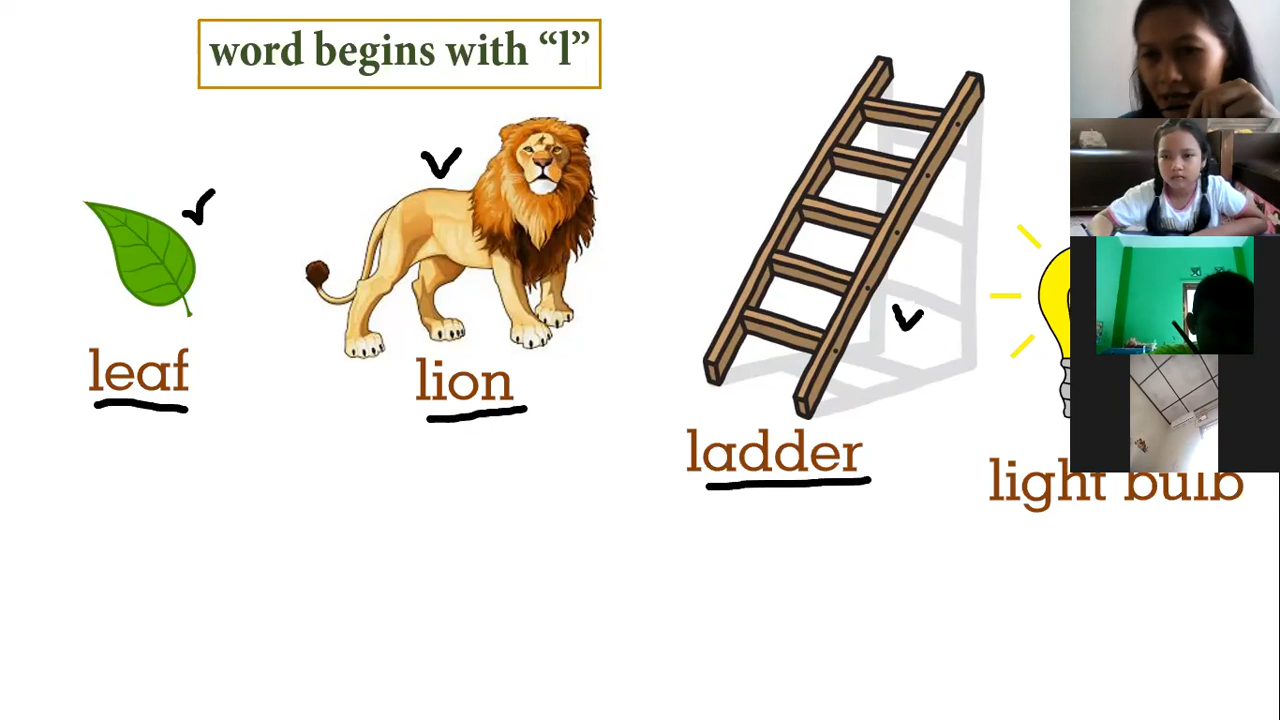 word begins with “l”
leaf
lion
ladder
light bulb